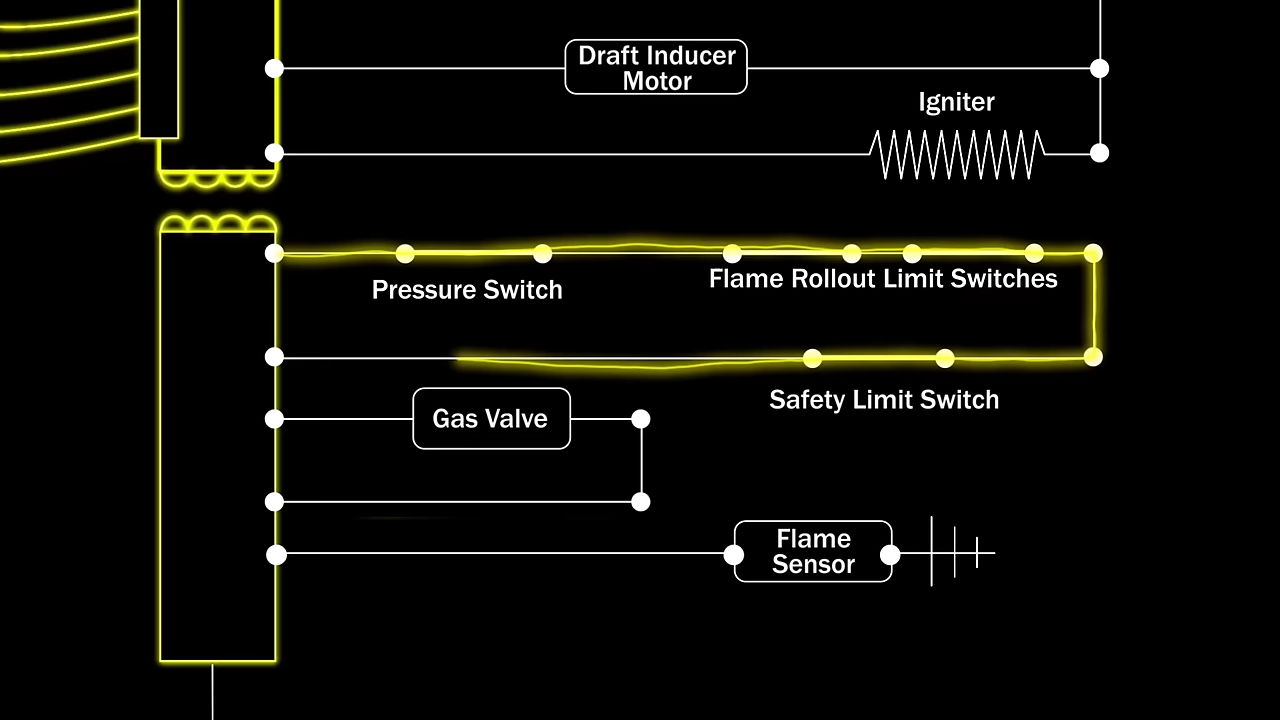 Draft Inducer
Motor
Igniter
Pressure Switch
Flame Rollout Limit Switches
Safety Limit Switch
Gas Valve
Flame
Sensor